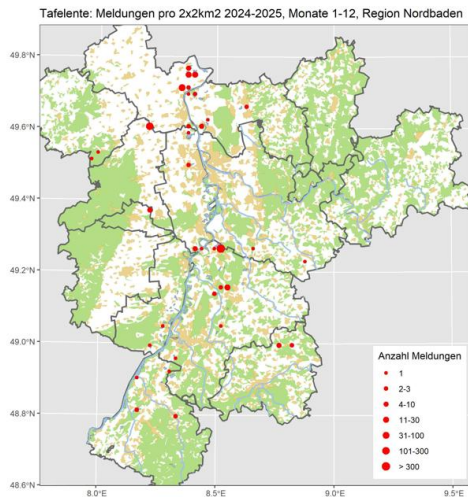 Tafelente: Meldungen pro 2x2km2 2024-2025, Monate 1-12, Region Nordbaden
49.8°N
49.6°N
49.4°N
49.2°N
49.0°N
48.8°N
48.6°N
Anzahl Meldungen
1
2-3
4-10
11-30
31-100
101-300
> 300
8.0°E 8.5°E 9.0°E 9.5°E